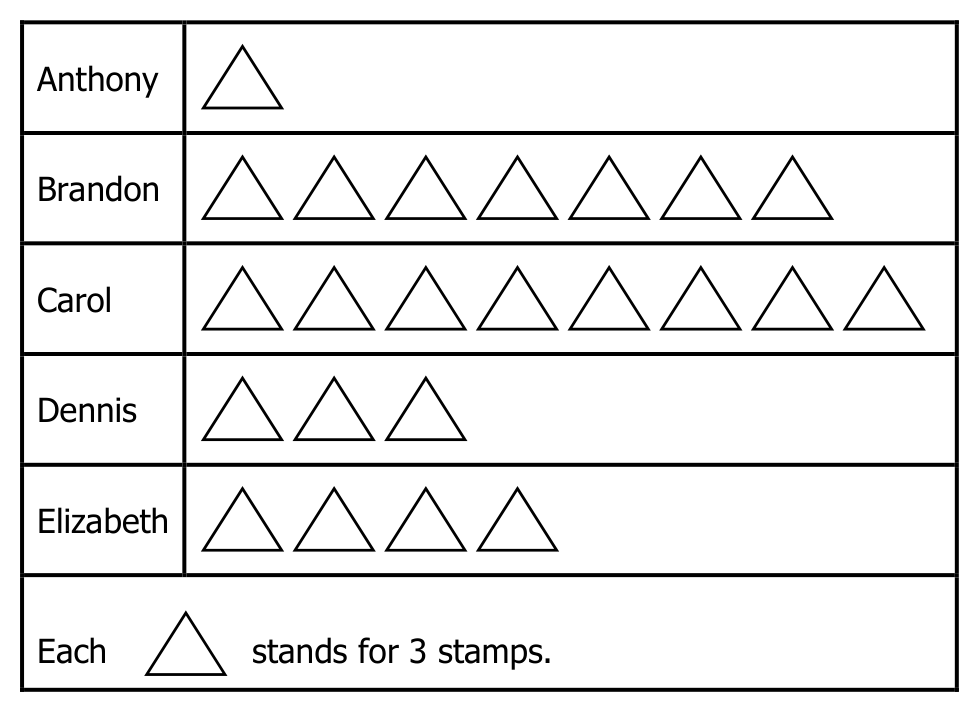 Anthony
Brandon
Carol
Dennis
Elizabeth
Each stands for 3 stamps.